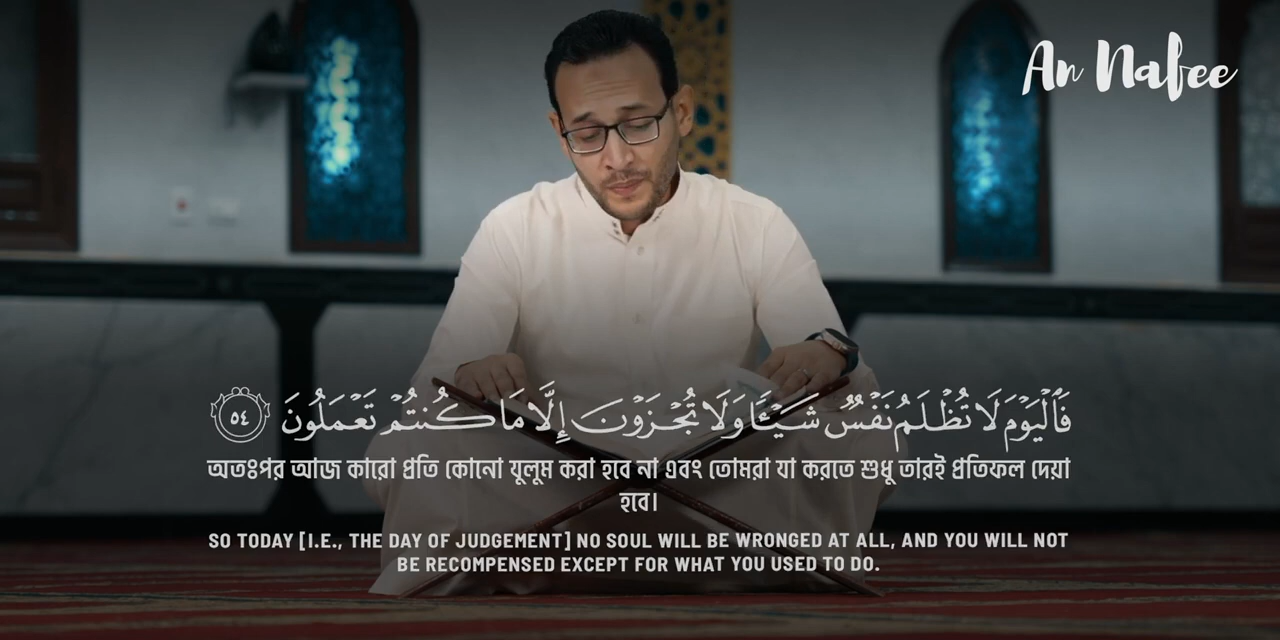 An Nafee
فَالْيَوْمَ لَا تُظْلَمُ نَفْسٌ شَيْـًٔا وَلَا تُجْزَوْنَ إِلَّا مَا كُنتُمْ تَعْمَلُونَ ٥٤
অতঃপর আজ কারো প্রতি কোনো যুলুম করা হবে না এবং তোমরা যা করতে শুধু তারই প্রতিফল দেয়া
হবে।
SO TODAY [I.E., THE DAY OF JUDGEMENT] NO SOUL WILL BE WRONGED AT ALL, AND YOU WILL NOT
BE RECOMPENSED EXCEPT FOR WHAT YOU USED TO DO.